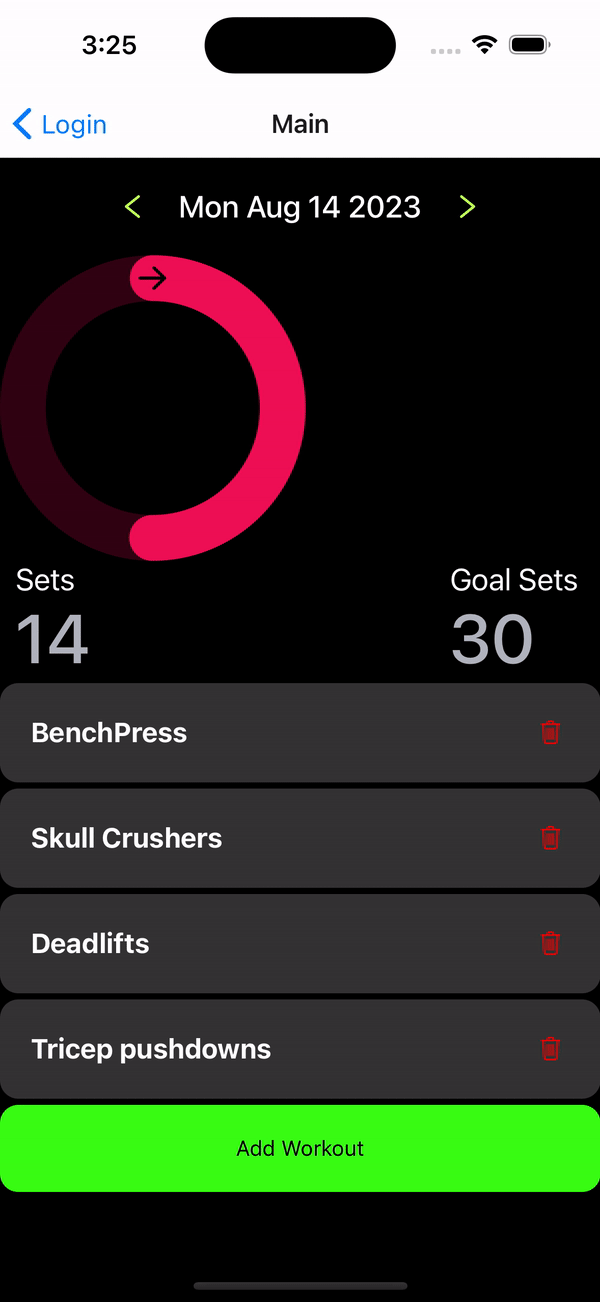 3:25
Login
Main
Mon Aug 14 2023
Sets
Goal Sets
14
30
BenchPress
Skull Crushers
Deadlifts
Tricep pushdowns
Add Workout